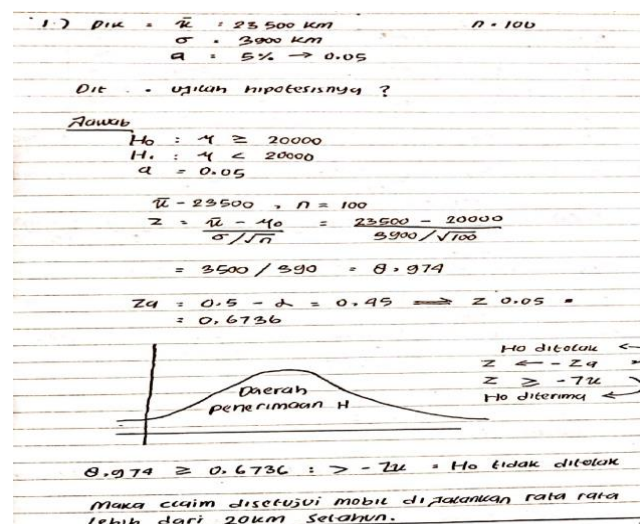 1.) Dik = x̄ : 23 500 km n = 100
σ = 3900 km
α = 5% → 0.05
Dit = ujilah hipotesisnya ?
Jawab
H₀ : μ ≥ 20000
H₁ : μ < 20000
α = 0.05
x̄ - 23500 , n = 100
z = x̄ - μ₀ / σ/√n = 23500 - 20000 / 3900/√100
= 3500 / 390 = 8,974
Zα = 0.5 - α = 0.45 ⟹ Z 0.05 =
= 0,6736
Daerah
penerimaan H
H₀ ditolak ←
Z ← - Zα
Z ≥ - Zα
H₀ diterima ←
8,974 ≥ 0.6736 : > - Zα = H₀ tidak ditolak
Maka claim disetujui mobil dijalankan rata rata
lebih dari 20km setahun.